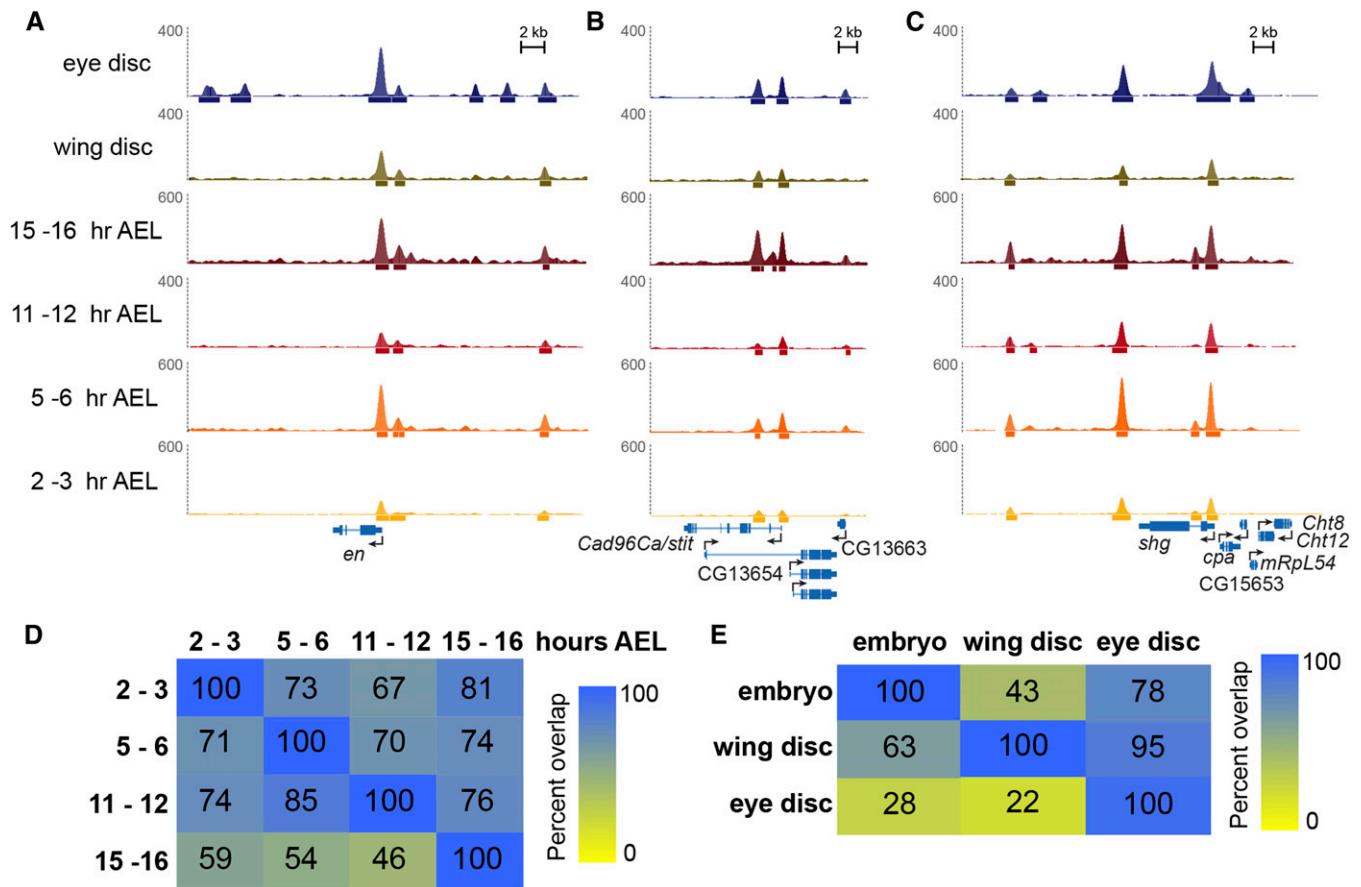 A
B
C
400
2 kb
400
2 kb
400
2 kb
eye disc
400
400
400
wing disc
600
600
600
15 -16 hr AEL
400
400
400
11 -12 hr AEL
600
600
600
5 -6 hr AEL
600
600
600
2 -3 hr AEL
en
Cad96Ca/stit
CG13663
CG13654
shg
cpa
CG15653
mRpL54
Cht12
Cht8
D
2 - 3 5 - 6 11 - 12 15 - 16 hours AEL
2 - 3 100 73 67 81
5 - 6 71 100 70 74
11 - 12 74 85 100 76
15 -16 59 54 46 100
Percent overlap
100
0
E
embryo wing disc eye disc
embryo 100 43 78
wing disc 63 100 95
eye disc 28 22 100
Percent overlap
100
0